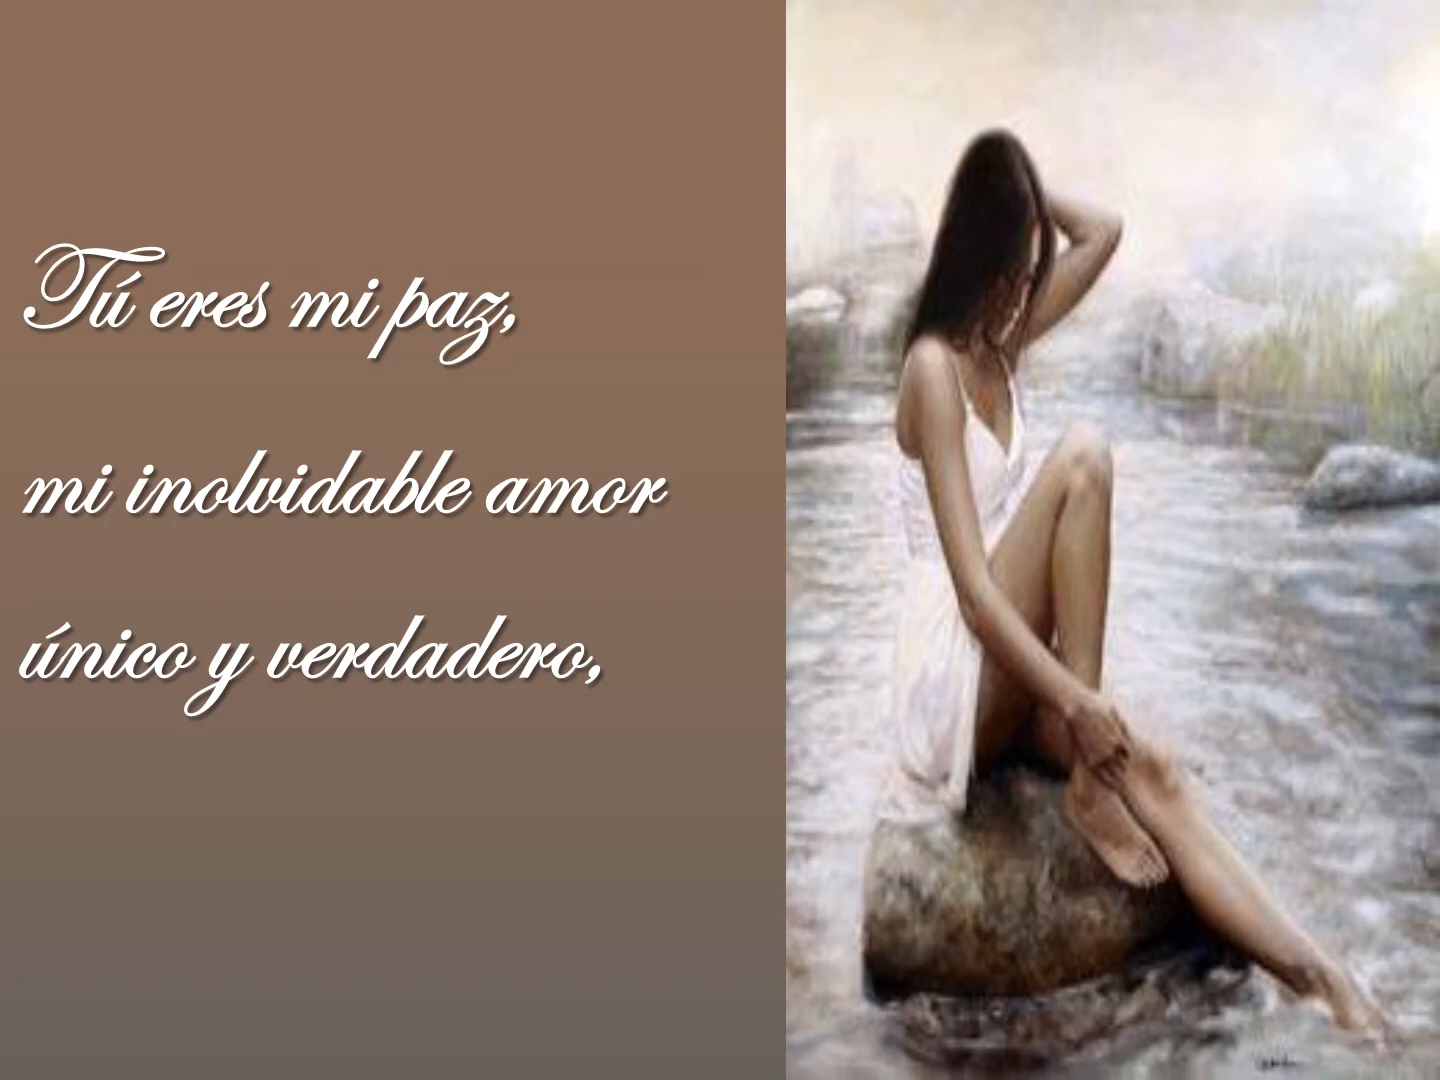 Tú eres mi paz,
mi inolvidable amor
único y verdadero,